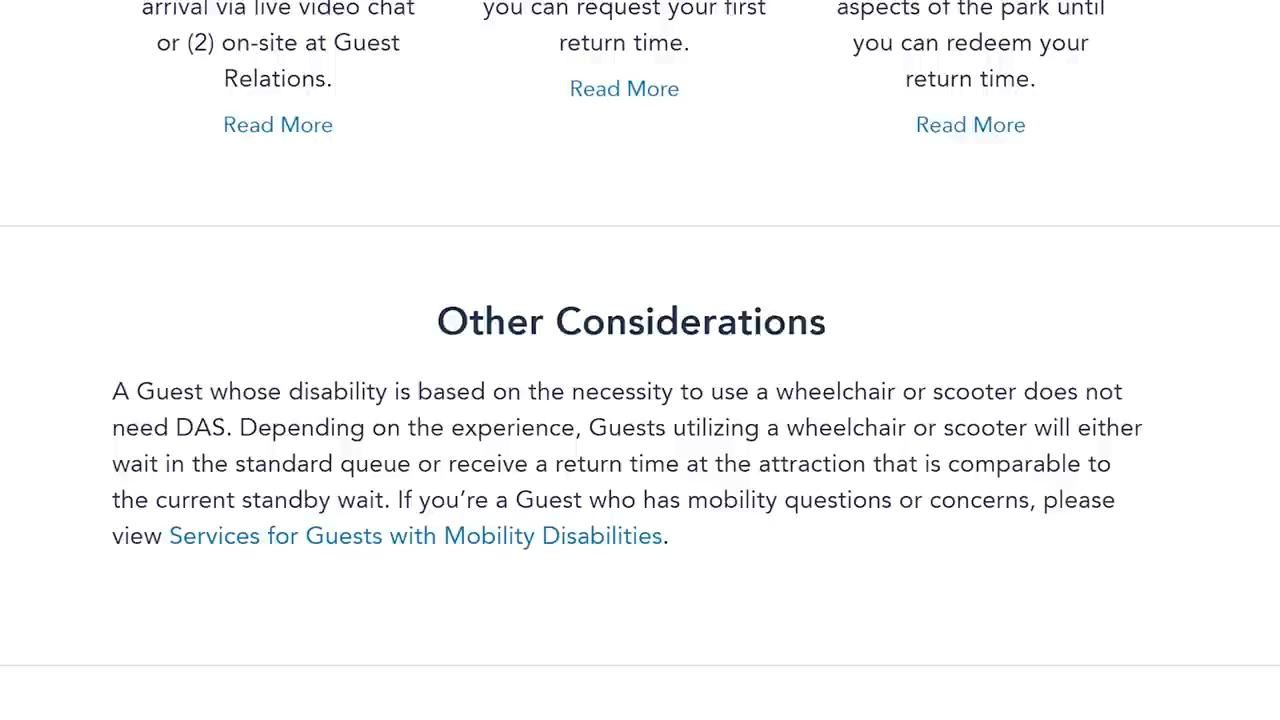 arrival via live video chat
or (2) on-site at Guest
Relations.
Read More
you can request your first
return time.
Read More
aspects of the park until
you can redeem your
return time.
Read More
Other Considerations
A Guest whose disability is based on the necessity to use a wheelchair or scooter does not
need DAS. Depending on the experience, Guests utilizing a wheelchair or scooter will either
wait in the standard queue or receive a return time at the attraction that is comparable to
the current standby wait. If you’re a Guest who has mobility questions or concerns, please
view Services for Guests with Mobility Disabilities.